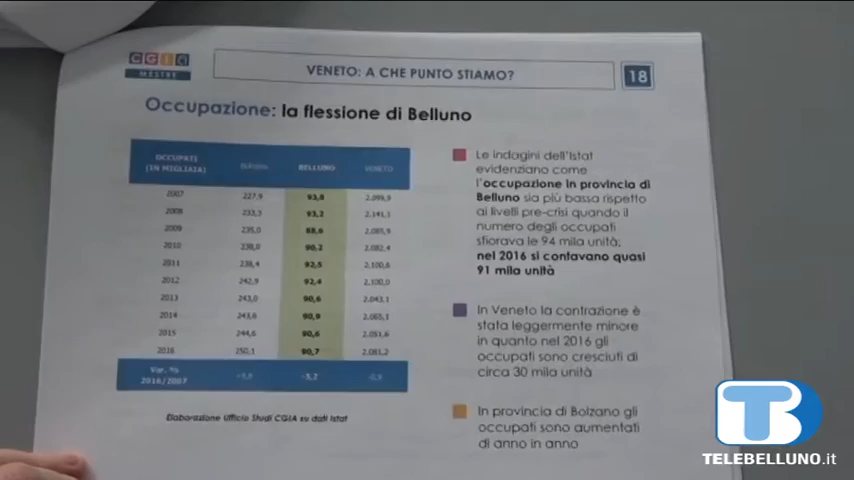 CGIA
MESTRE
VENETO: A CHE PUNTO STIAMO?
18
Occupazione: la flessione di Belluno
OCCUPATI (IN MIGLIAIA) BOLZANO BELLUNO VENETO
2007 227,9 93,8
2008 233,3 93,2 2.141,1
2009 235,0 88,6
2010 238,0 90,2 2.082,4
2011 238,4 92,5 2.100,6
2012 242,9 92,4 2.100,0
2013 243,0 90,6 2.043,1
2014 243,6 90,9 2.065,1
2015 244,6 90,6 2.051,6
2016 250,1 90,7 2.081,2
Var. % 2016/2007 -3,2
Elaborazione Ufficio Studi CGIA su dati Istat
Le indagini dell'Istat
evidenziano come
l'occupazione in provincia di
Belluno sia più bassa rispetto
ai livelli pre-crisi quando il
numero degli occupati
sfiorava le 94 mila unità;
nel 2016 si contavano quasi
91 mila unità
In Veneto la contrazione è
stata leggermente minore
in quanto nel 2016 gli
occupati sono cresciuti di
circa 30 mila unità
In provincia di Bolzano gli
occupati sono aumentati
di anno in anno
TB
TELEBELLUNO.it